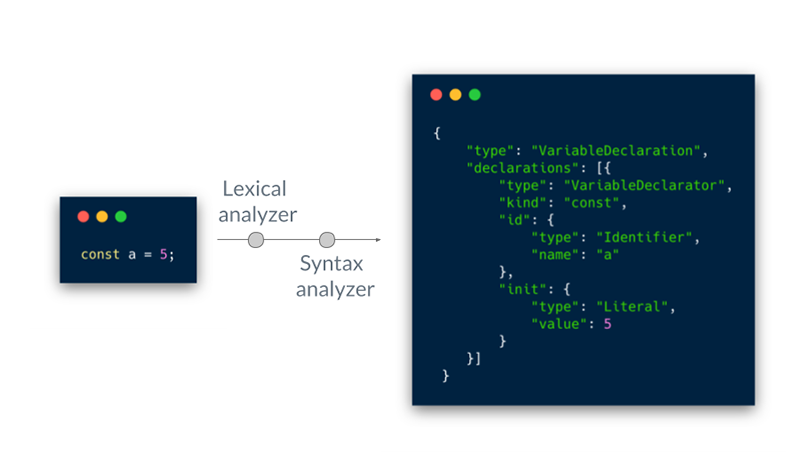 const a = 5;
Lexical
analyzer
Syntax
analyzer
{
    "type": "VariableDeclaration",
    "declarations": [{
        "type": "VariableDeclarator",
        "kind": "const",
        "id": {
            "type": "Identifier",
            "name": "a"
        },
        "init": {
            "type": "Literal",
            "value": 5
        }
    }]
}